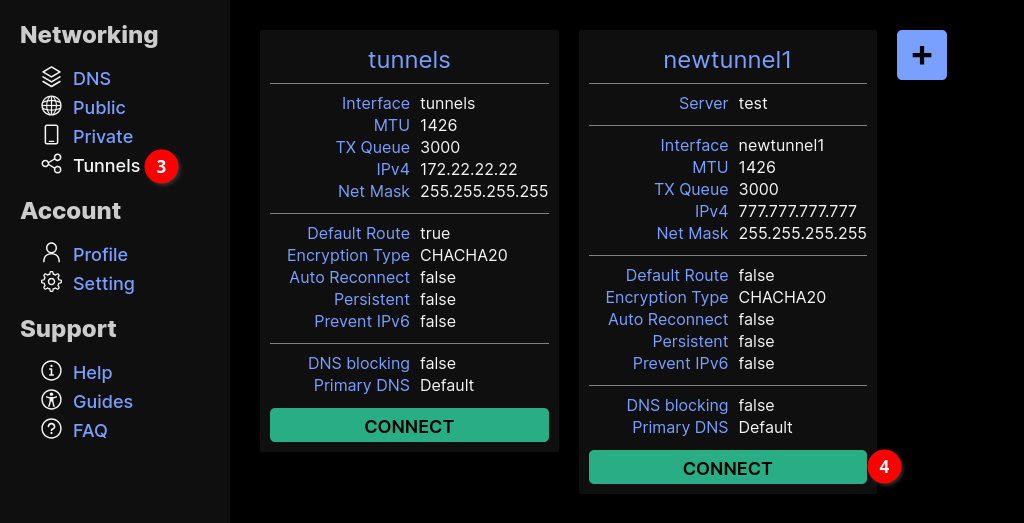 Networking
DNS
Public
Private
Tunnels 3
Account
Profile
Setting
Support
Help
Guides
FAQ
tunnels
Interface tunnels
MTU 1426
TX Queue 3000
IPv4 172.22.22.22
Net Mask 255.255.255.255
Default Route true
Encryption Type CHACHA20
Auto Reconnect false
Persistent false
Prevent IPv6 false
DNS blocking false
Primary DNS Default
CONNECT
newtunnel1
Server test
Interface newtunnel1
MTU 1426
TX Queue 3000
IPv4 777.777.777.777
Net Mask 255.255.255.255
Default Route false
Encryption Type CHACHA20
Auto Reconnect false
Persistent false
Prevent IPv6 false
DNS blocking false
Primary DNS Default
CONNECT 4
+